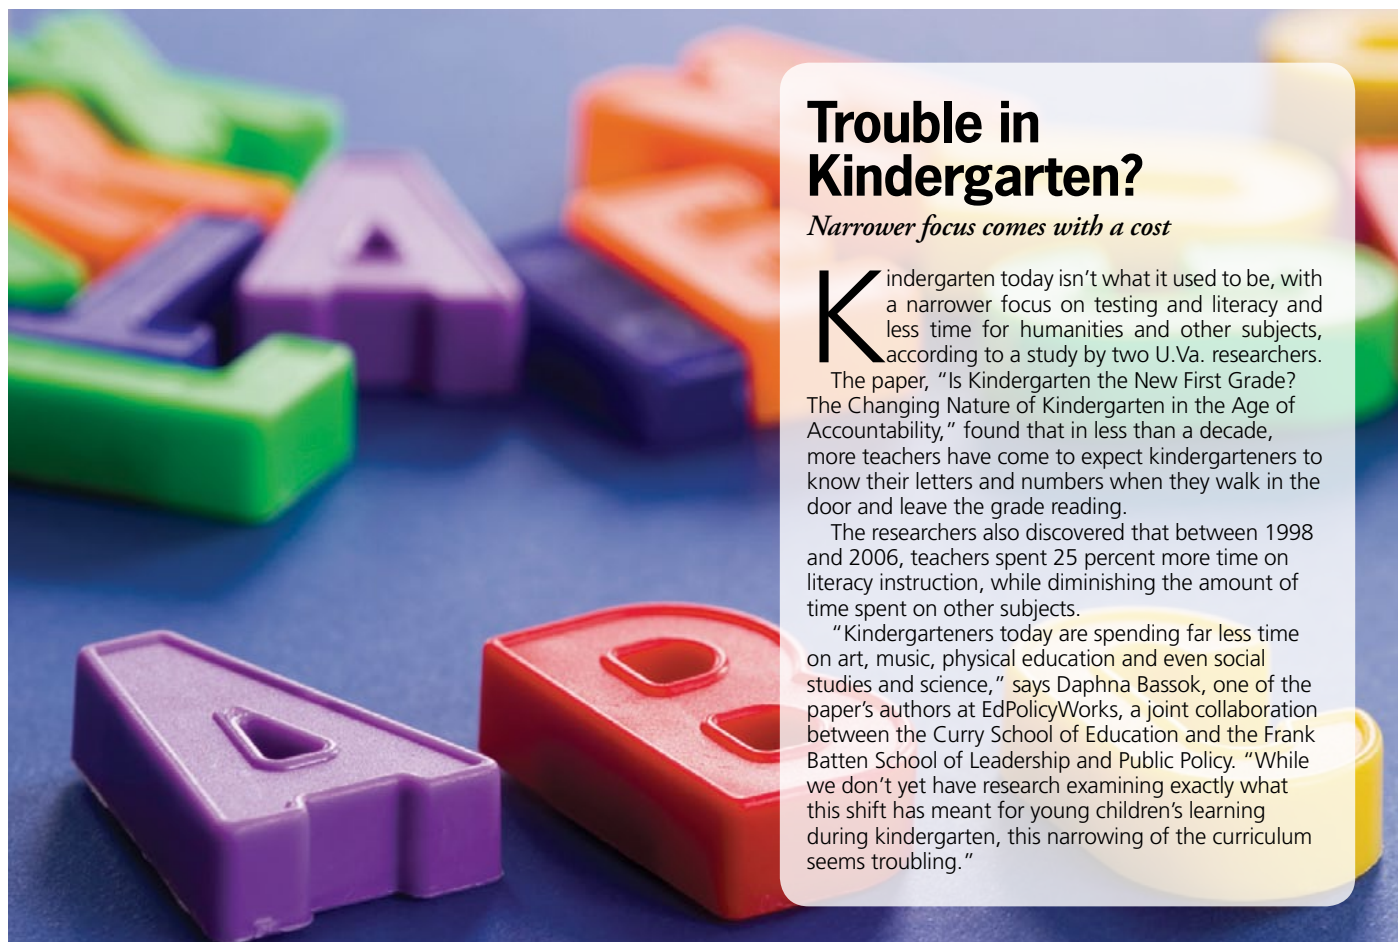 Trouble in
Kindergarten?
Narrower focus comes with a cost
Kindergarten today isn’t what it used to be, with
a narrower focus on testing and literacy and
less time for humanities and other subjects,
according to a study by two U.Va. researchers.
The paper, “Is Kindergarten the New First Grade?
The Changing Nature of Kindergarten in the Age of
Accountability,” found that in less than a decade,
more teachers have come to expect kindergarteners to
know their letters and numbers when they walk in the
door and leave the grade reading.
The researchers also discovered that between 1998
and 2006, teachers spent 25 percent more time on
literacy instruction, while diminishing the amount of
time spent on other subjects.
“Kindergarteners today are spending far less time
on art, music, physical education and even social
studies and science,” says Daphna Bassok, one of the
paper’s authors at EdPolicyWorks, a joint collaboration
between the Curry School of Education and the Frank
Batten School of Leadership and Public Policy. “While
we don’t yet have research examining exactly what
this shift has meant for young children’s learning
during kindergarten, this narrowing of the curriculum
seems troubling.”
A
A B C